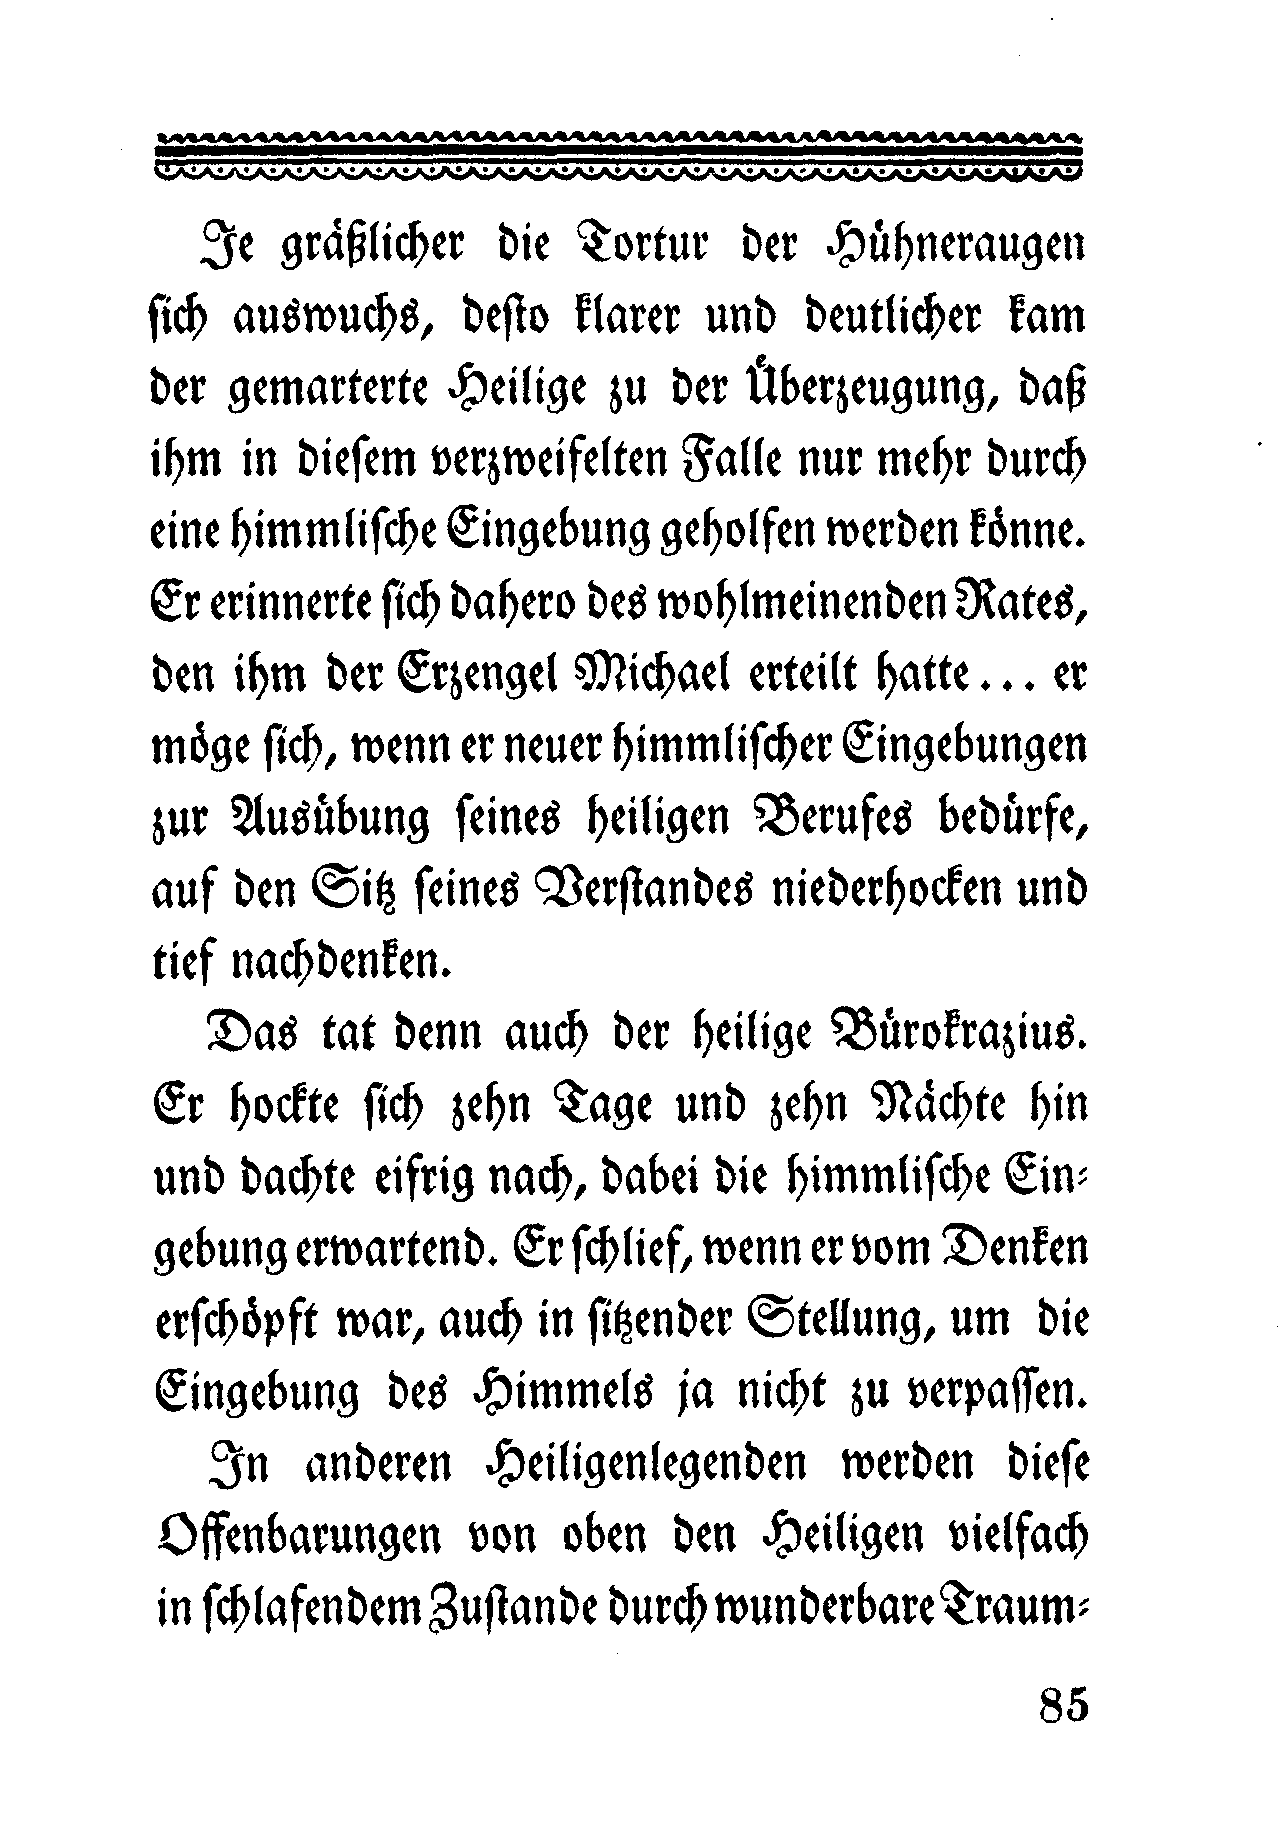 Je gräßlicher die Tortur der Hühneraugen
ſich auswuchs, deſto klarer und deutlicher kam
der gemarterte Heilige zu der Überzeugung, daß
ihm in dieſem verzweifelten Falle nur mehr durch
eine himmliſche Eingebung geholfen werden könne.
Er erinnerte ſich dahero des wohlmeinenden Rates,
den ihm der Erzengel Michael erteilt hatte... er
möge ſich, wenn er neuer himmliſcher Eingebungen
zur Ausübung ſeines heiligen Berufes bedürfe,
auf den Sitz ſeines Verſtandes niederhocken und
tief nachdenken.
Das tat denn auch der heilige Bürokrazius.
Er hockte ſich zehn Tage und zehn Nächte hin
und dachte eifrig nach, dabei die himmliſche Ein⸗
gebung erwartend. Er ſchlief, wenn er vom Denken
erſchöpft war, auch in ſitzender Stellung, um die
Eingebung des Himmels ja nicht zu verpaſſen.
In anderen Heiligenlegenden werden dieſe
Offenbarungen von oben den Heiligen vielfach
in ſchlafendem Zuſtande durch wunderbare Traum⸗
85